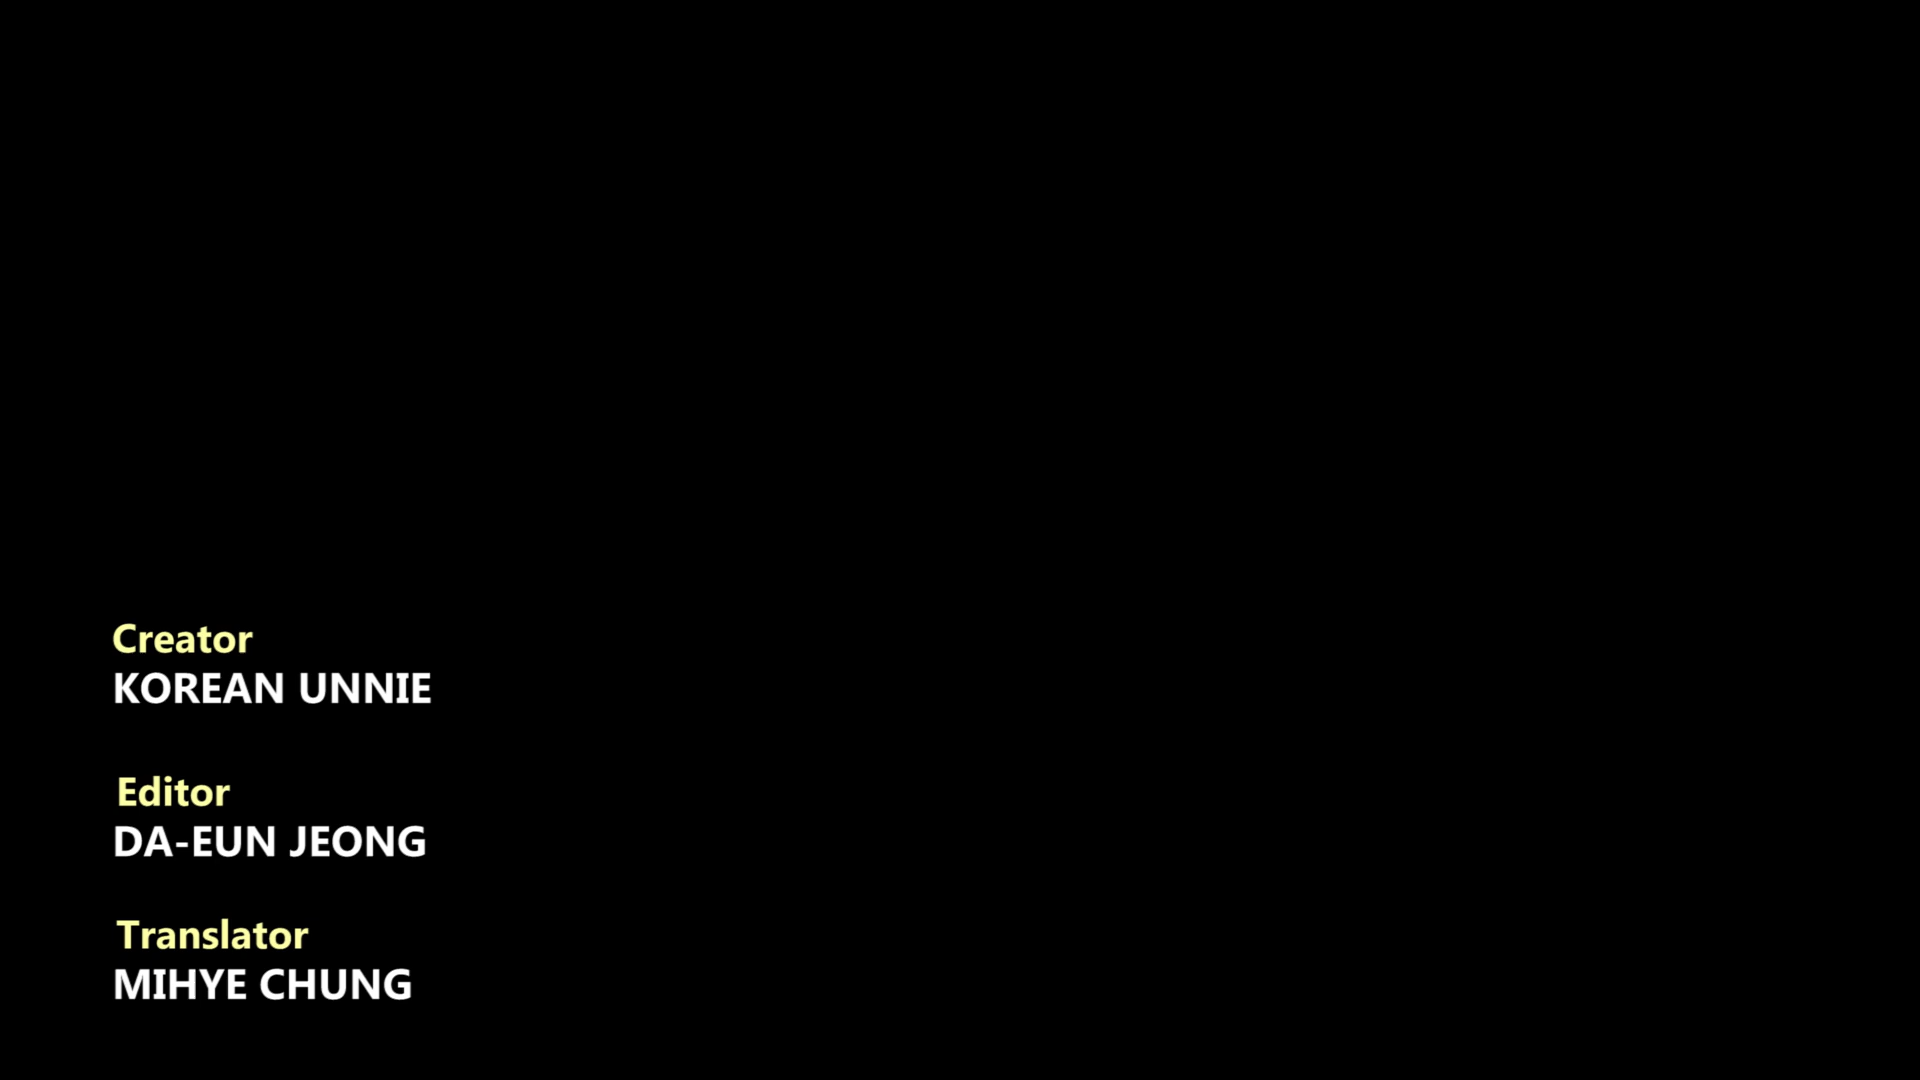 Creator
KOREAN UNNIE
Editor
DA-EUN JEONG
Translator
MIHYE CHUNG